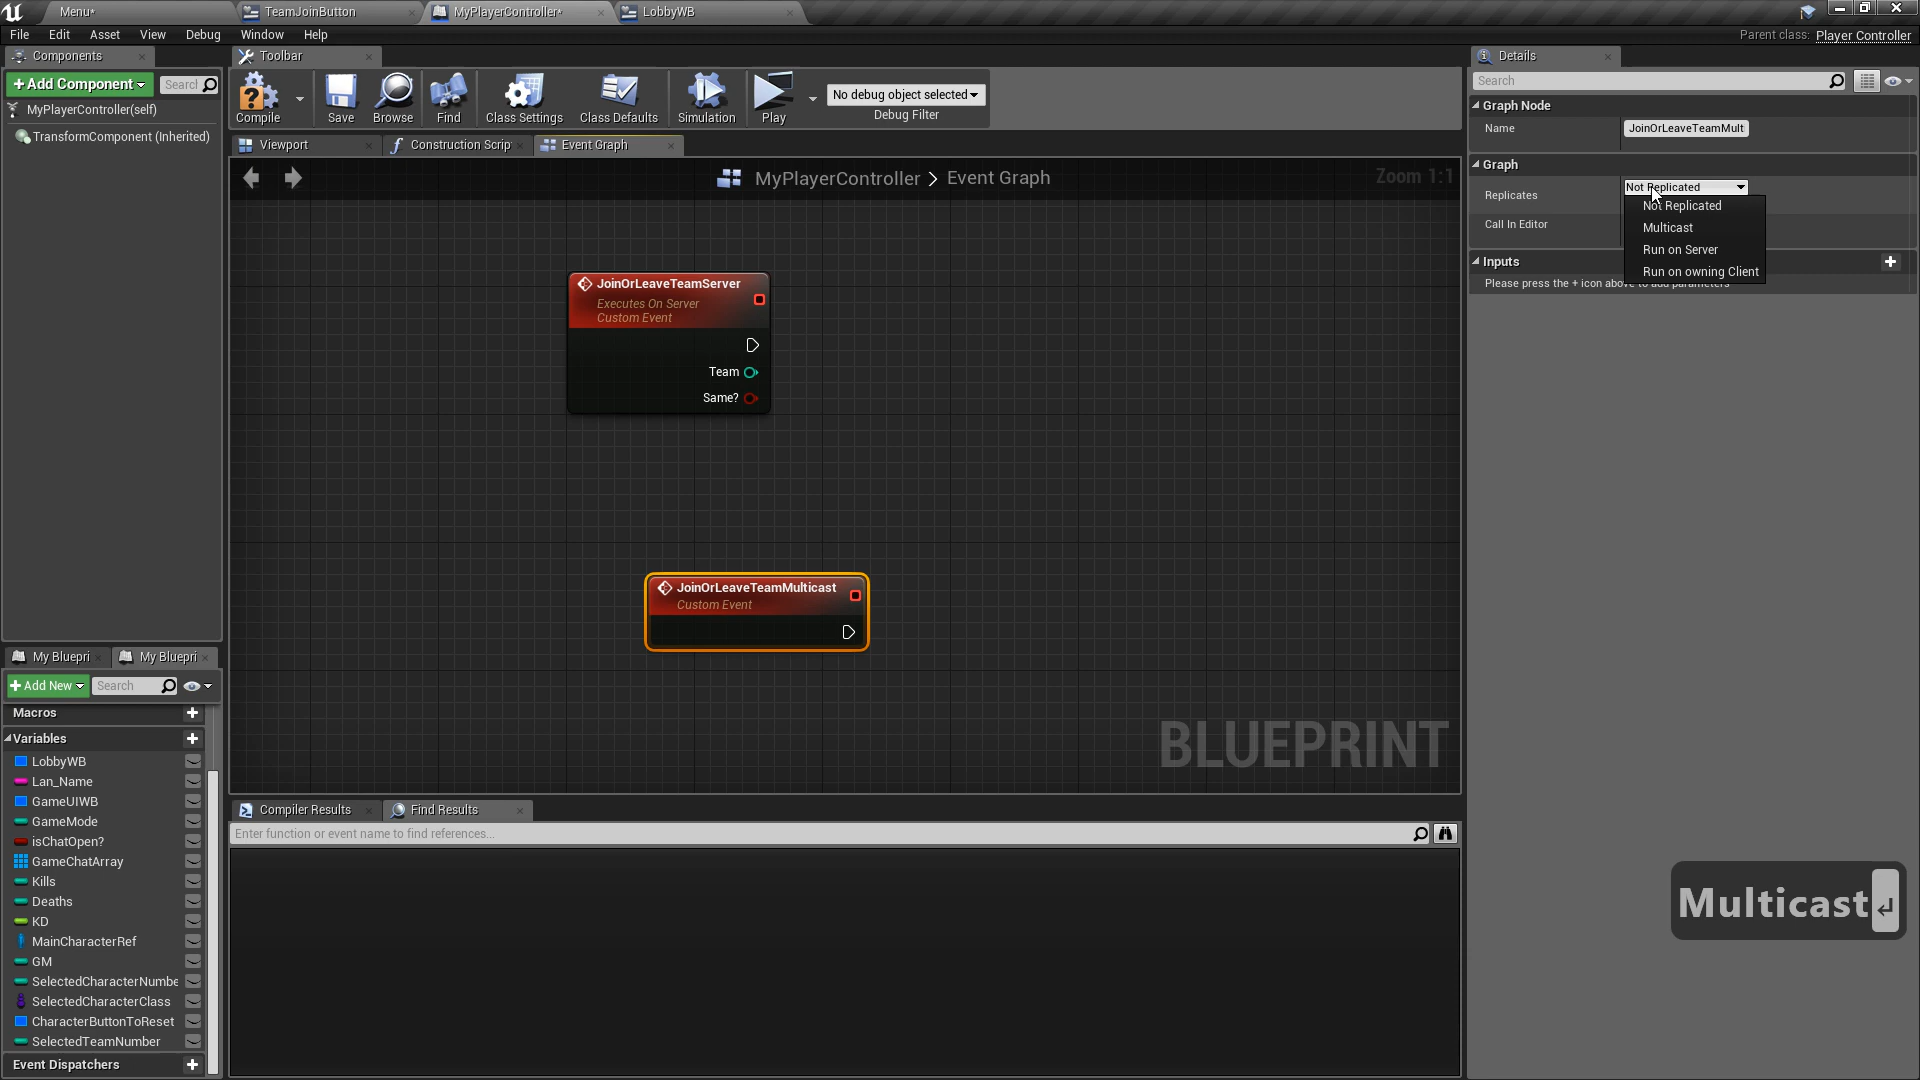 Menu*
TeamJoinButton
MyPlayerController*
LobbyWB
File Edit Asset View Debug Window Help
Parent class: Player Controller
Components
Toolbar
Details
+Add Component
Search
MyPlayerController(self)
TransformComponent (Inherited)
Compile
Save
Browse
Find
Class Settings
Class Defaults
Simulation
Play
No debug object selected
Debug Filter
Viewport
Construction Scrip
Event Graph
MyPlayerController > Event Graph
Zoom 1:1
JoinOrLeaveTeamServer
Executes On Server
Custom Event
Team
Same?
JoinOrLeaveTeamMulticast
Custom Event
BLUEPRINT
Search
Graph Node
Name
JoinOrLeaveTeamMult
Graph
Replicates
Not Replicated
Not Replicated
Multicast
Run on Server
Run on owning Client
Call In Editor
Inputs
Please press the + icon above to add parameters
My Bluepri
My Bluepri
+Add New
Search
Macros
Variables
LobbyWB
Lan_Name
GameUIWB
GameMode
isChatOpen?
GameChatArray
Kills
Deaths
KD
MainCharacterRef
GM
SelectedCharacterNumbe
SelectedCharacterClass
CharacterButtonToReset
SelectedTeamNumber
Event Dispatchers
Compiler Results
Find Results
Enter function or event name to find references...
Multicast↵